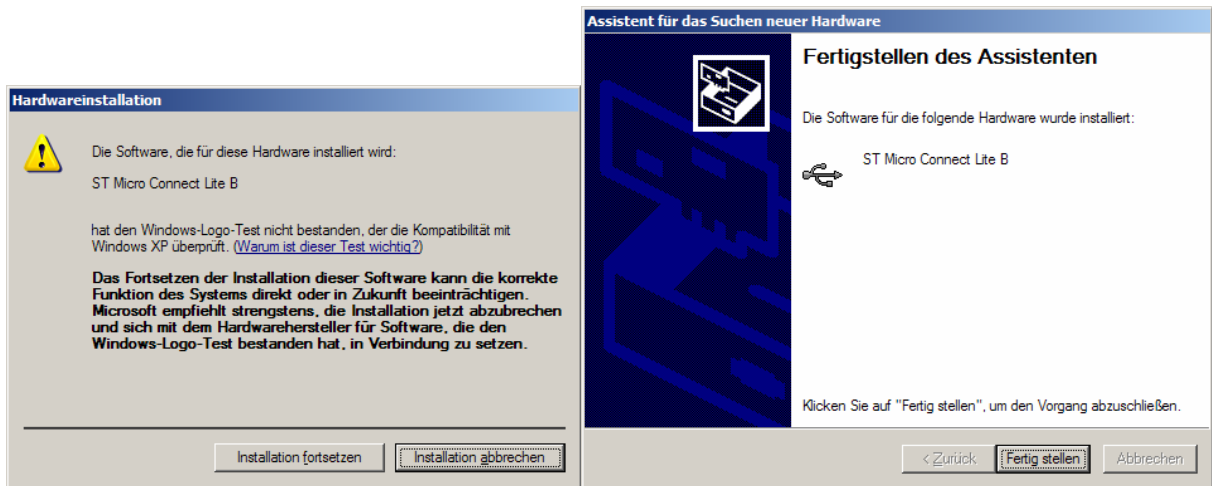 Hardwareinstallation
Die Software, die für diese Hardware installiert wird:
ST Micro Connect Lite B
hat den Windows-Logo-Test nicht bestanden, der die Kompatibilität mit
Windows XP überprüft. (Warum ist dieser Test wichtig?)
Das Fortsetzen der Installation dieser Software kann die korrekte
Funktion des Systems direkt oder in Zukunft beeinträchtigen.
Microsoft empfiehlt strengstens, die Installation jetzt abzubrechen
und sich mit dem Hardwarehersteller für Software, die den
Windows-Logo-Test bestanden hat, in Verbindung zu setzen.
Installation fortsetzen
Installation abbrechen
Assistent für das Suchen neuer Hardware
Fertigstellen des Assistenten
Die Software für die folgende Hardware wurde installiert:
ST Micro Connect Lite B
Klicken Sie auf "Fertig stellen", um den Vorgang abzuschließen.
< Zurück
Fertig stellen
Abbrechen